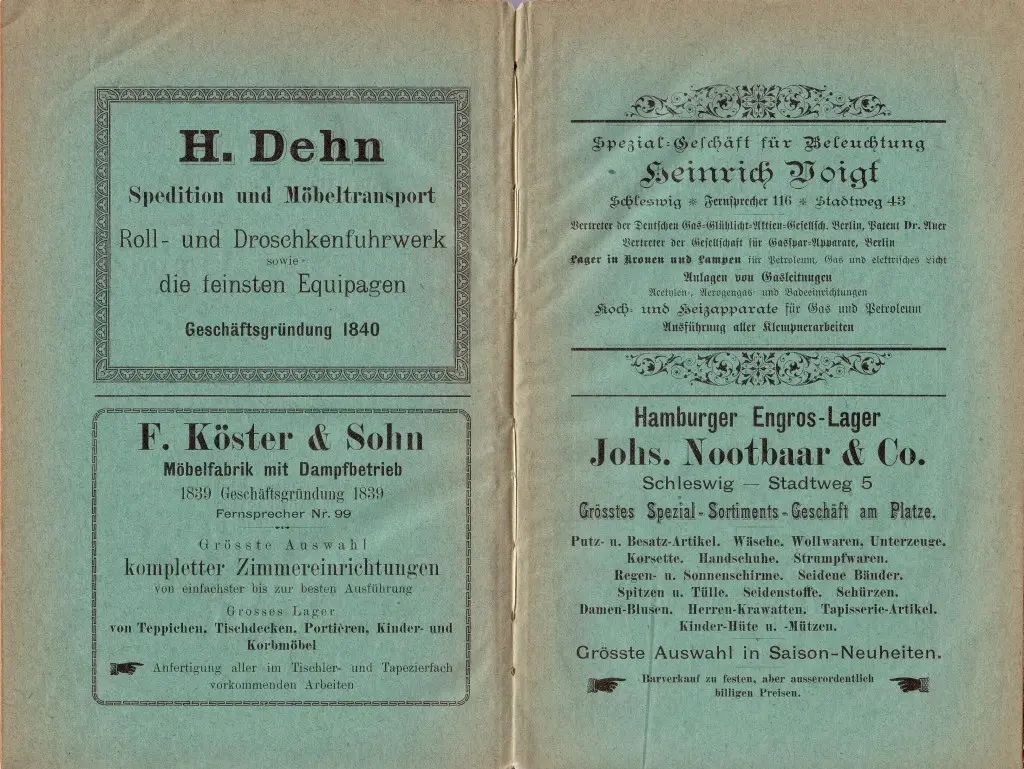 H. Dehn
Spedition und Möbeltransport
Roll- und Droschkenfuhrwerk
sowie
die feinsten Equipagen
Geschäftsgründung 1840
F. Köster & Sohn
Möbelfabrik mit Dampfbetrieb
1839 Geschäftsgründung 1839
Fernsprecher Nr. 99
Grösste Auswahl
kompletter Zimmereinrichtungen
von einfachster bis zur besten Ausführung
Grosses Lager
von Teppichen, Tischdecken, Portièren, Kinder- und
Korbmöbel
Anfertigung aller im Tischler- und Tapezierfach
vorkommenden Arbeiten
Spezial-Geschäft für Beleuchtung
Heinrich Voigt
Schleswig * Fernsprecher 116 * Stadtweg 43
Vertreter der Deutschen Gas-Glühlicht-Aktien-Gesellsch. Berlin, Patent Dr. Auer
Vertreter der Gesellschaft für Gasspar-Apparate, Berlin
Lager in Kronen und Lampen für Petroleum, Gas und elektrisches Licht
Anlagen von Gasleitungen
Acetylen-, Aerogengas- und Badeeinrichtungen
Koch- und Heizapparate für Gas und Petroleum
Ausführung aller Klempnerarbeiten
Hamburger Engros-Lager
Johs. Nootbaar & Co.
Schleswig — Stadtweg 5
Grösstes Spezial-Sortiments-Geschäft am Platze.
Putz- u. Besatz-Artikel. Wäsche. Wollwaren, Unterzeuge.
Korsette. Handschuhe. Strumpfwaren.
Regen- u. Sonnenschirme. Seidene Bänder.
Spitzen u. Tülle. Seidenstoffe. Schürzen.
Damen-Blusen. Herren-Krawatten. Tapisserie-Artikel.
Kinder-Hüte u. -Mützen.
Grösste Auswahl in Saison-Neuheiten.
Barverkauf zu festen, aber ausserordentlich
billigen Preisen.